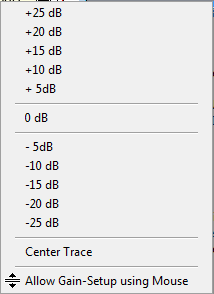 +25 dB
+20 dB
+15 dB
+10 dB
+ 5dB
0 dB
- 5dB
-10 dB
-15 dB
-20 dB
-25 dB
Center Trace
Allow Gain-Setup using Mouse